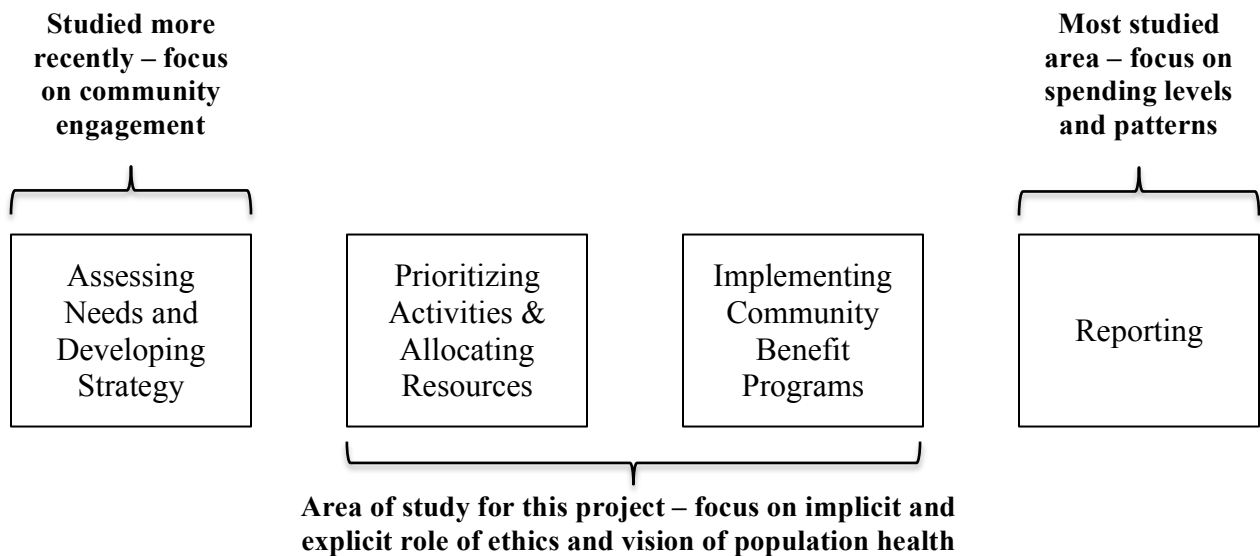 Studied more
recently – focus
on community
engagement
Most studied
area – focus on
spending levels
and patterns
Assessing
Needs and
Developing
Strategy
Prioritizing
Activities &
Allocating
Resources
Implementing
Community
Benefit
Programs
Reporting
Area of study for this project – focus on implicit and
explicit role of ethics and vision of population health